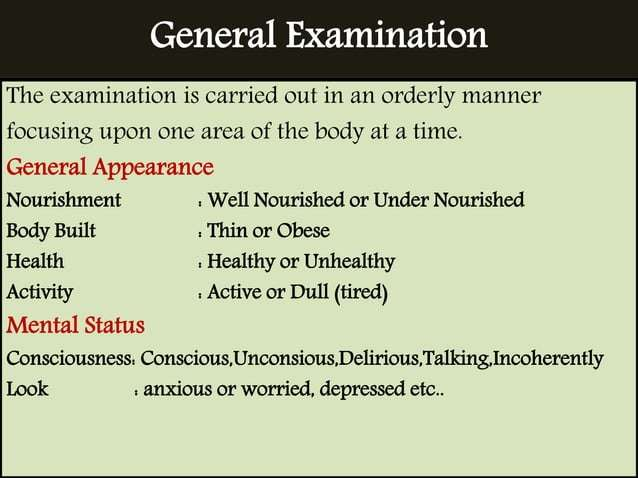 General Examination
The examination is carried out in an orderly manner
focusing upon one area of the body at a time.
General Appearance
Nourishment : Well Nourished or Under Nourished
Body Built : Thin or Obese
Health : Healthy or Unhealthy
Activity : Active or Dull (tired)
Mental Status
Consciousness: Conscious,Unconsious,Delirious,Talking,Incoherently
Look : anxious or worried, depressed etc..